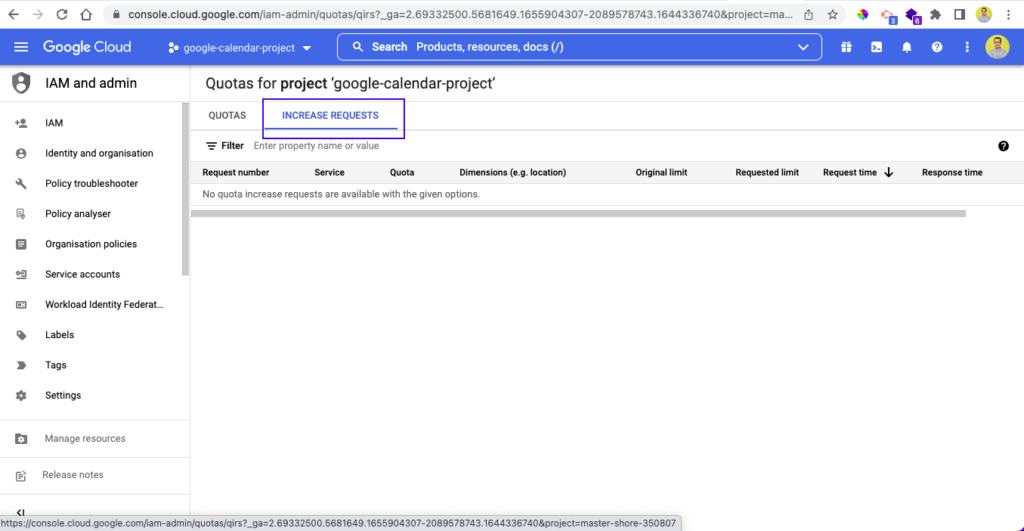 console.cloud.google.com/iam-admin/quotas/qirs?_ga=2.69332500.5681649.1655904307-2089578743.1644336740&project=ma...
3
6
Google Cloud
google-calendar-project
Search Products, resources, docs (/)
IAM and admin
Quotas for project ‘google-calendar-project’
QUOTAS
INCREASE REQUESTS
Filter Enter property name or value
Request number Service Quota Dimensions (e.g. location) Original limit Requested limit Request time Response time
No quota increase requests are available with the given options.
IAM
Identity and organisation
Policy troubleshooter
Policy analyser
Organisation policies
Service accounts
Workload Identity Federat...
Labels
Tags
Settings
Manage resources
Release notes
https://console.cloud.google.com/iam-admin/quotas/qirs?_ga=2.69332500.5681649.1655904307-2089578743.1644336740&project=master-shore-350807